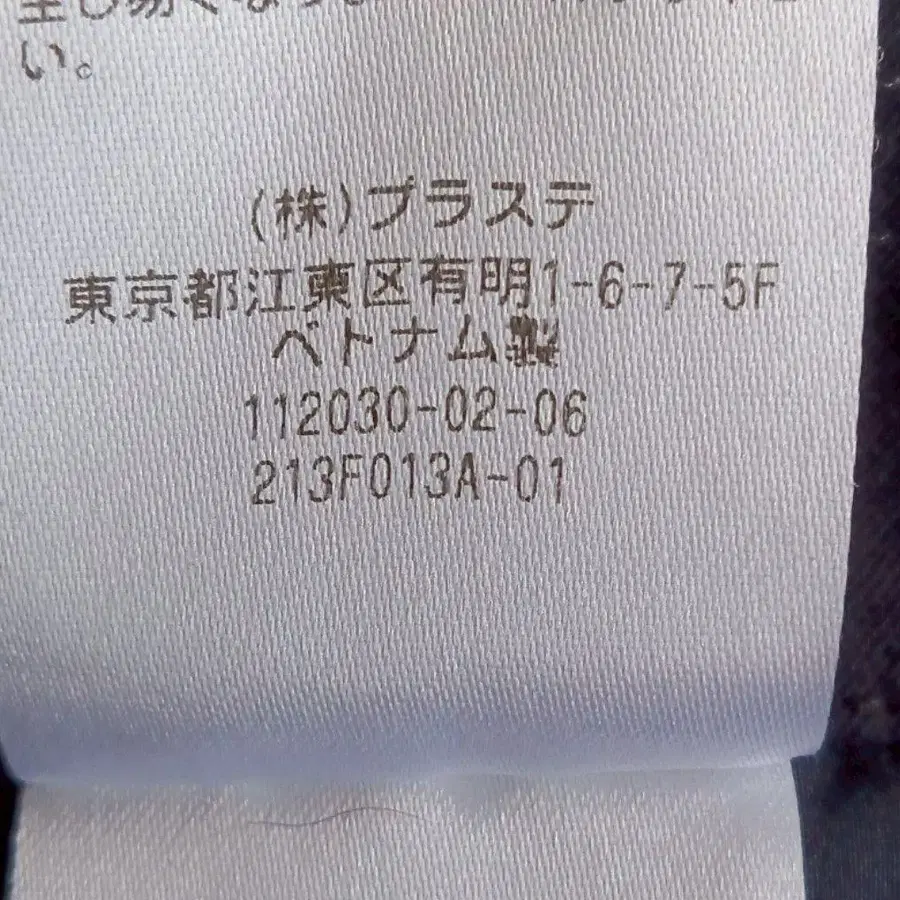 い。
(株)プラステ
東京都江東区有明1-6-7-5F
ベトナム製
112030-02-06
213F013A-01